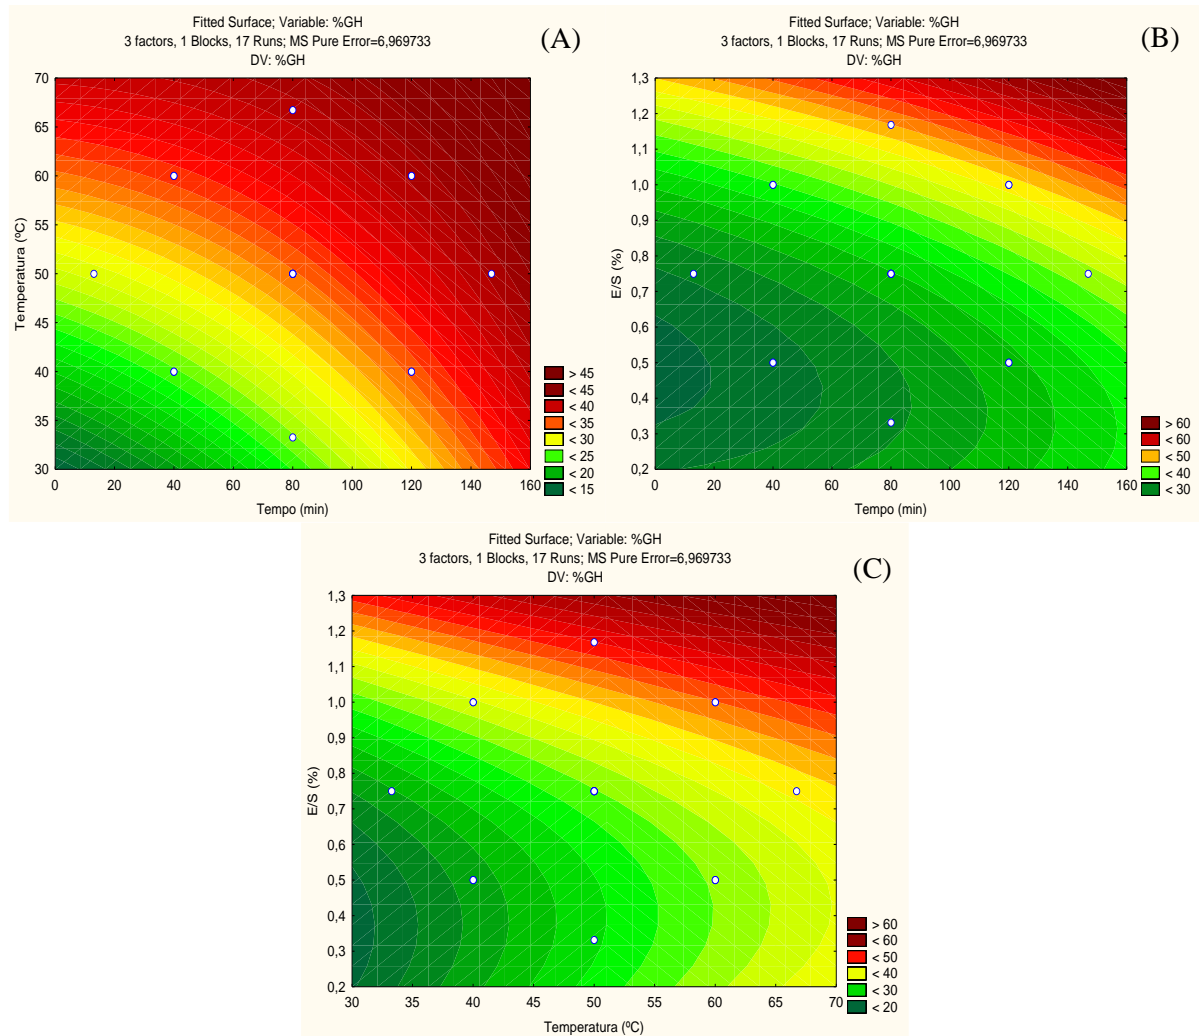 Fitted Surface; Variable: %GH
3 factors, 1 Blocks, 17 Runs; MS Pure Error=6,969733
DV: %GH
(A)
70
65
60
55
50
45
40
35
30
Temperatura (ºC)
0 20 40 60 80 100 120 140 160
Tempo (min)
> 45
< 45
< 40
< 35
< 30
< 25
< 20
< 15
Fitted Surface; Variable: %GH
3 factors, 1 Blocks, 17 Runs; MS Pure Error=6,969733
DV: %GH
(B)
1,3
1,2
1,1
1,0
0,9
0,8
0,7
0,6
0,5
0,4
0,3
0,2
E/S (%)
0 20 40 60 80 100 120 140 160
Tempo (min)
> 60
< 60
< 50
< 40
< 30
Fitted Surface; Variable: %GH
3 factors, 1 Blocks, 17 Runs; MS Pure Error=6,969733
DV: %GH
(C)
1,3
1,2
1,1
1,0
0,9
0,8
0,7
0,6
0,5
0,4
0,3
0,2
E/S (%)
30 35 40 45 50 55 60 65 70
Temperatura (ºC)
> 60
< 60
< 50
< 40
< 30
< 20